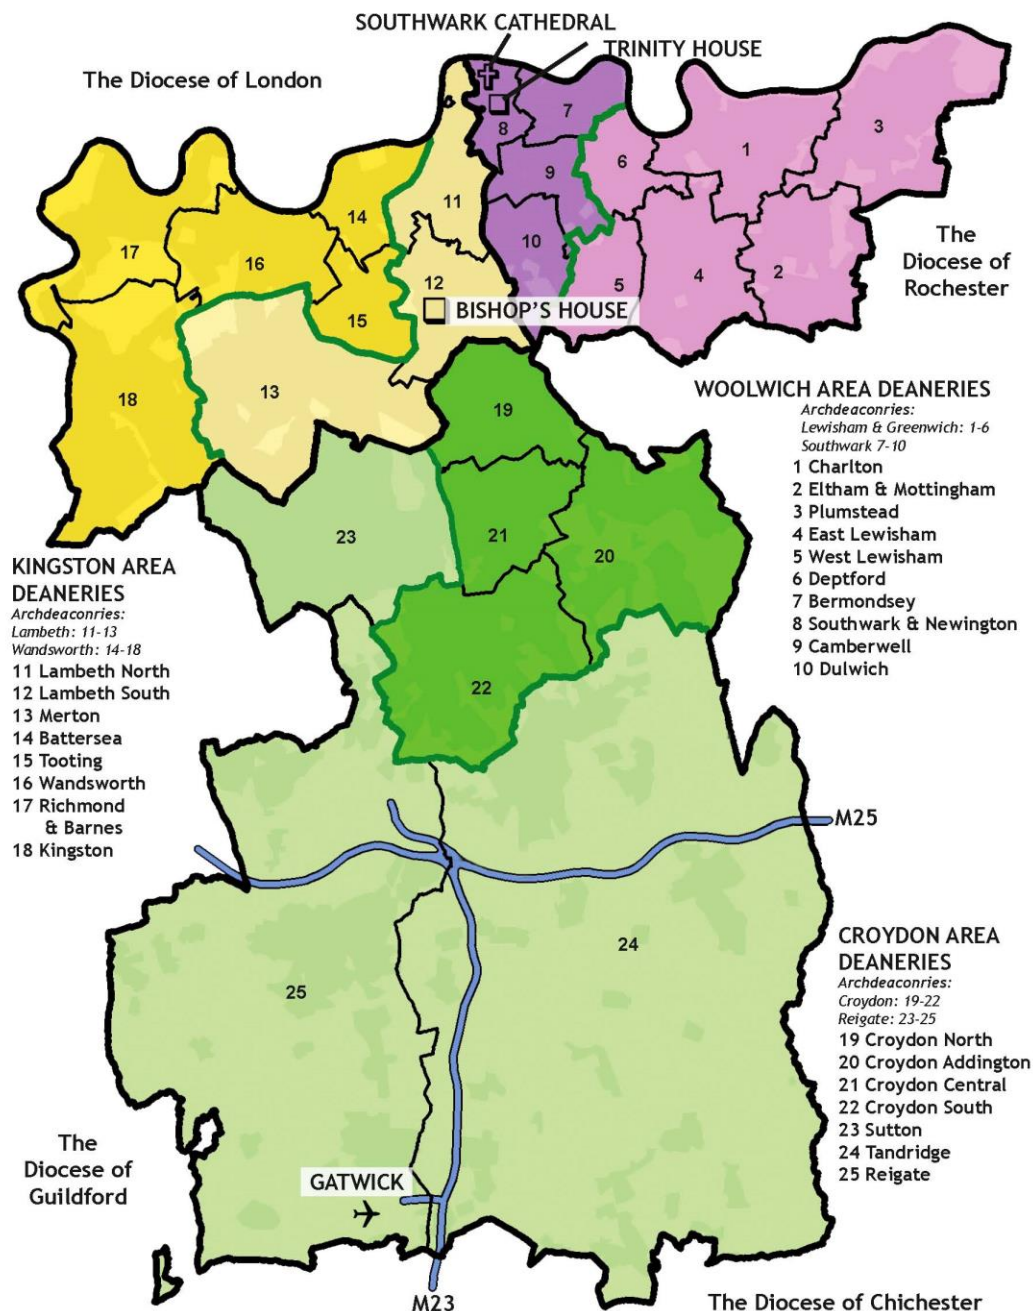 SOUTHWARK CATHEDRAL
TRINITY HOUSE
The Diocese of London
7
8
3
1
6
9
11
14
17
16
10
12
5
4
2
The
Diocese of
Rochester
BISHOP'S HOUSE
15
18
13
19
23
21
20
22
WOOLWICH AREA DEANERIES
Archdeaconries:
Lewisham & Greenwich: 1-6
Southwark 7-10
1 Charlton
2 Eltham & Mottingham
3 Plumstead
4 East Lewisham
5 West Lewisham
6 Deptford
7 Bermondsey
8 Southwark & Newington
9 Camberwell
10 Dulwich
KINGSTON AREA
DEANERIES
Archdeaconries:
Lambeth: 11-13
Wandsworth: 14-18
11 Lambeth North
12 Lambeth South
13 Merton
14 Battersea
15 Tooting
16 Wandsworth
17 Richmond
& Barnes
18 Kingston
M25
24
25
CROYDON AREA
DEANERIES
Archdeaconries:
Croydon: 19-22
Reigate: 23-25
19 Croydon North
20 Croydon Addington
21 Croydon Central
22 Croydon South
23 Sutton
24 Tandridge
25 Reigate
The
Diocese of
Guildford
GATWICK
M23
The Diocese of Chichester